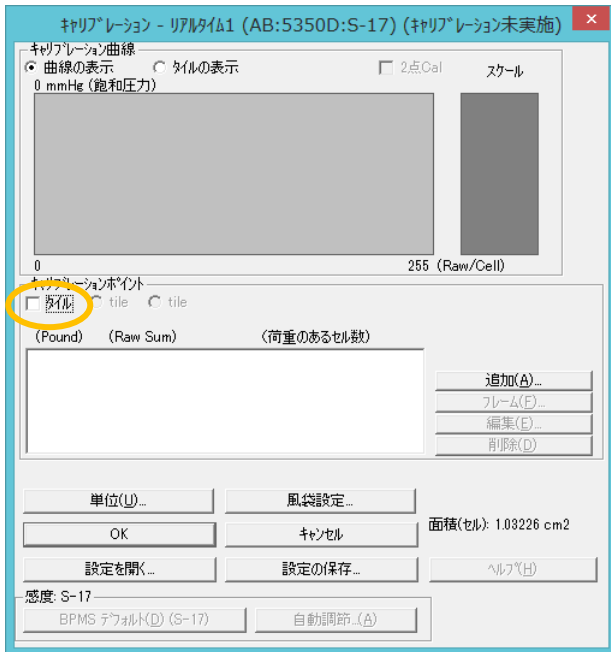 キャリブレーション - リアルタイム1 (AB:5350D:S-17) (キャリブレーション未実施)
キャリブレーション曲線
曲線の表示 タイルの表示 2点Cal スケール
0 mmHg (飽和圧力)
0 255 (Raw/Cell)
キャリブレーションポイント
タイル tile tile
(Pound) (Raw Sum) (荷重のあるセル数)
追加(A)...
フレーム(F)...
編集(E)...
削除(D)
単位(U)... 風袋設定...
OK キャンセル 面積(セル): 1.03226 cm2
設定を開く... 設定の保存... ヘルプ(H)
感度: S-17
BPMS デフォルト(D) (S-17) 自動調節...(A)